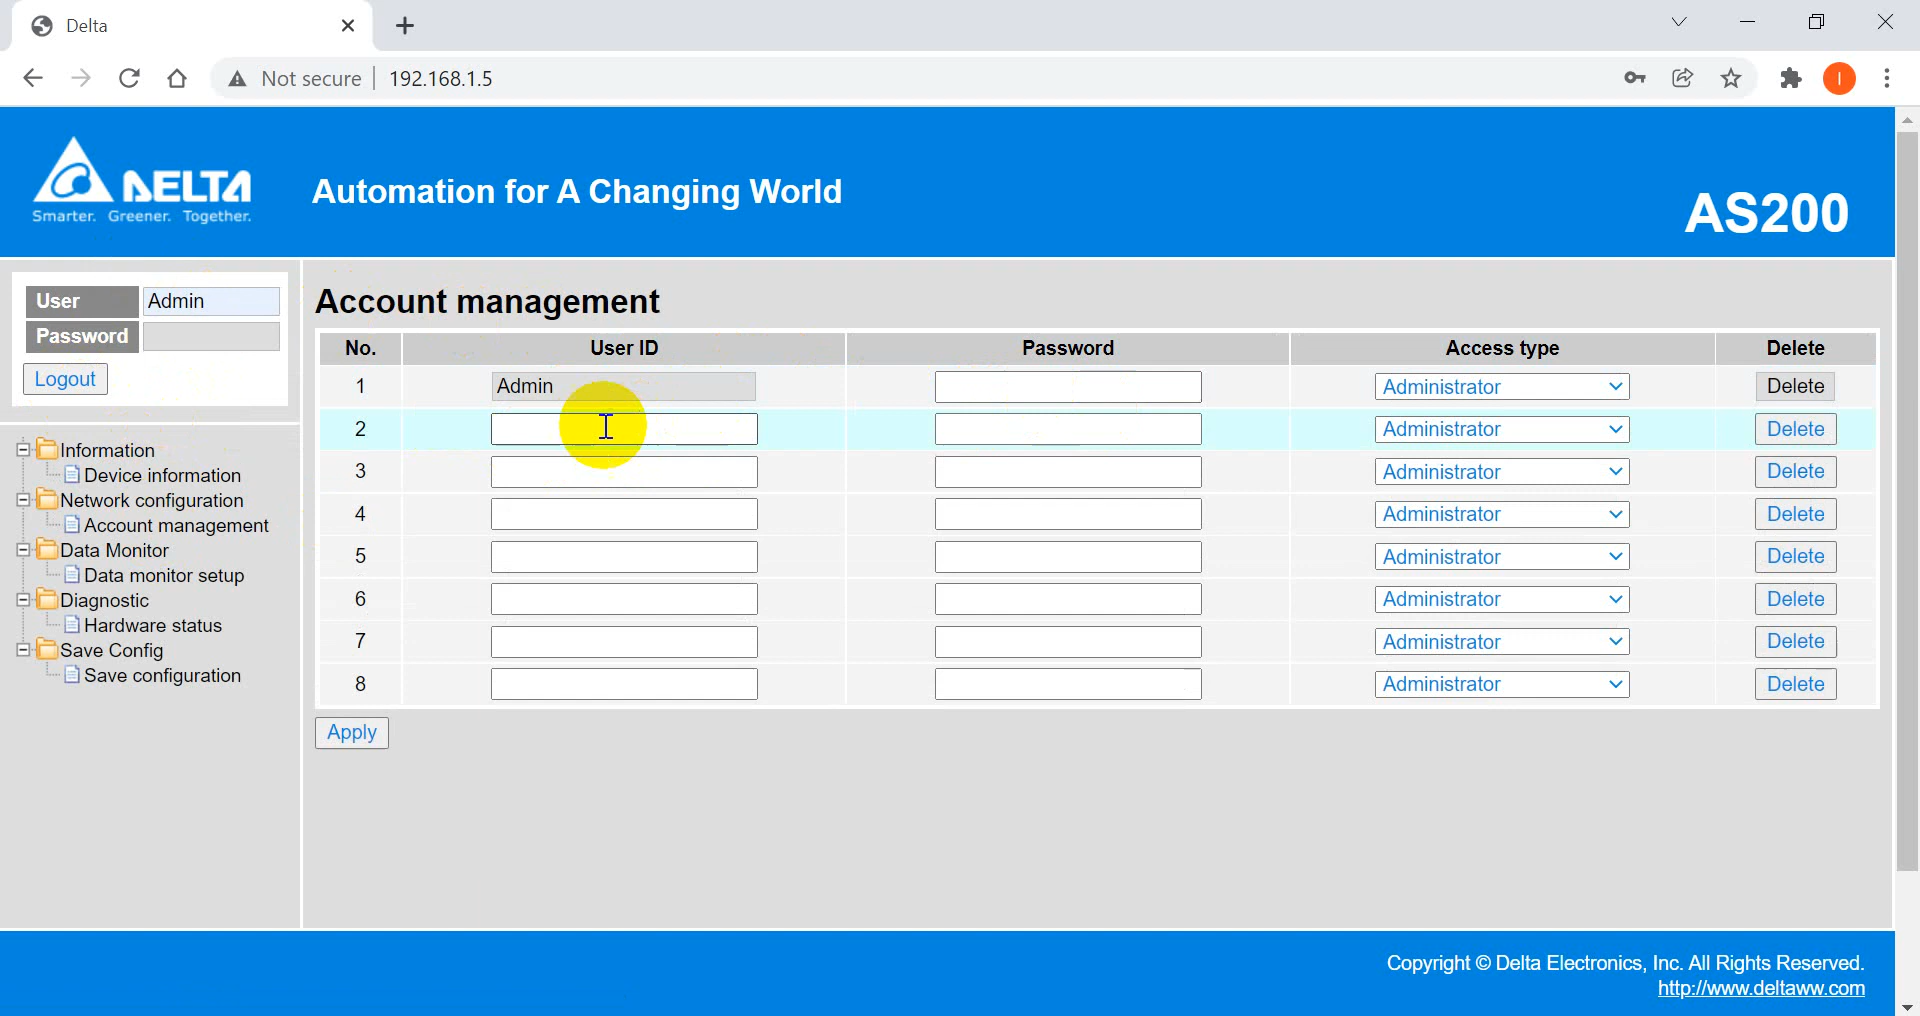 Delta
Not secure 192.168.1.5
I
DELTA
Smarter. Greener. Together.
Automation for A Changing World
AS200
User Admin
Password
Logout
Information
Device information
Network configuration
Account management
Data Monitor
Data monitor setup
Diagnostic
Hardware status
Save Config
Save configuration
Account management
No. User ID Password Access type Delete
1 Admin Administrator Delete
2 Administrator Delete
3 Administrator Delete
4 Administrator Delete
5 Administrator Delete
6 Administrator Delete
7 Administrator Delete
8 Administrator Delete
Apply
Copyright © Delta Electronics, Inc. All Rights Reserved.
http://www.deltaww.com